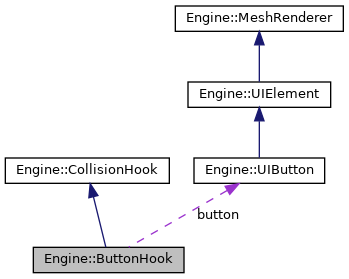 Engine::MeshRenderer
Engine::UIElement
Engine::CollisionHook
Engine::UIButton
button
Engine::ButtonHook